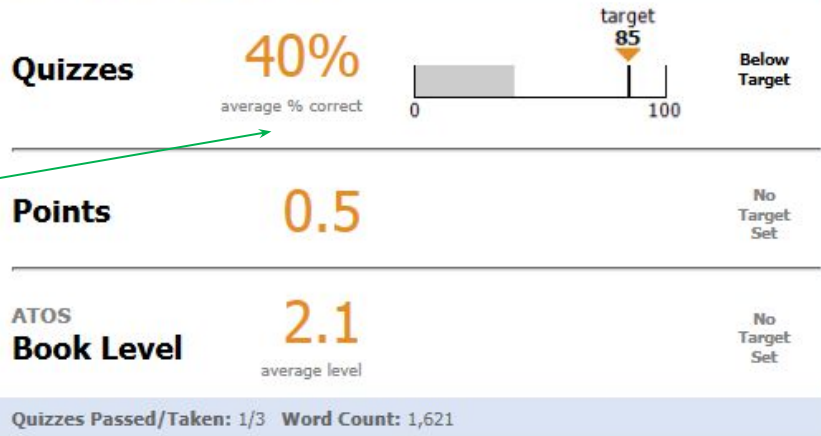 target
85
Quizzes 40% Below
Target
average % correct
0 100
Points 0.5 No
Target
Set
ATOS
Book Level 2.1 No
Target
Set
average level
Quizzes Passed/Taken: 1/3 Word Count: 1,621